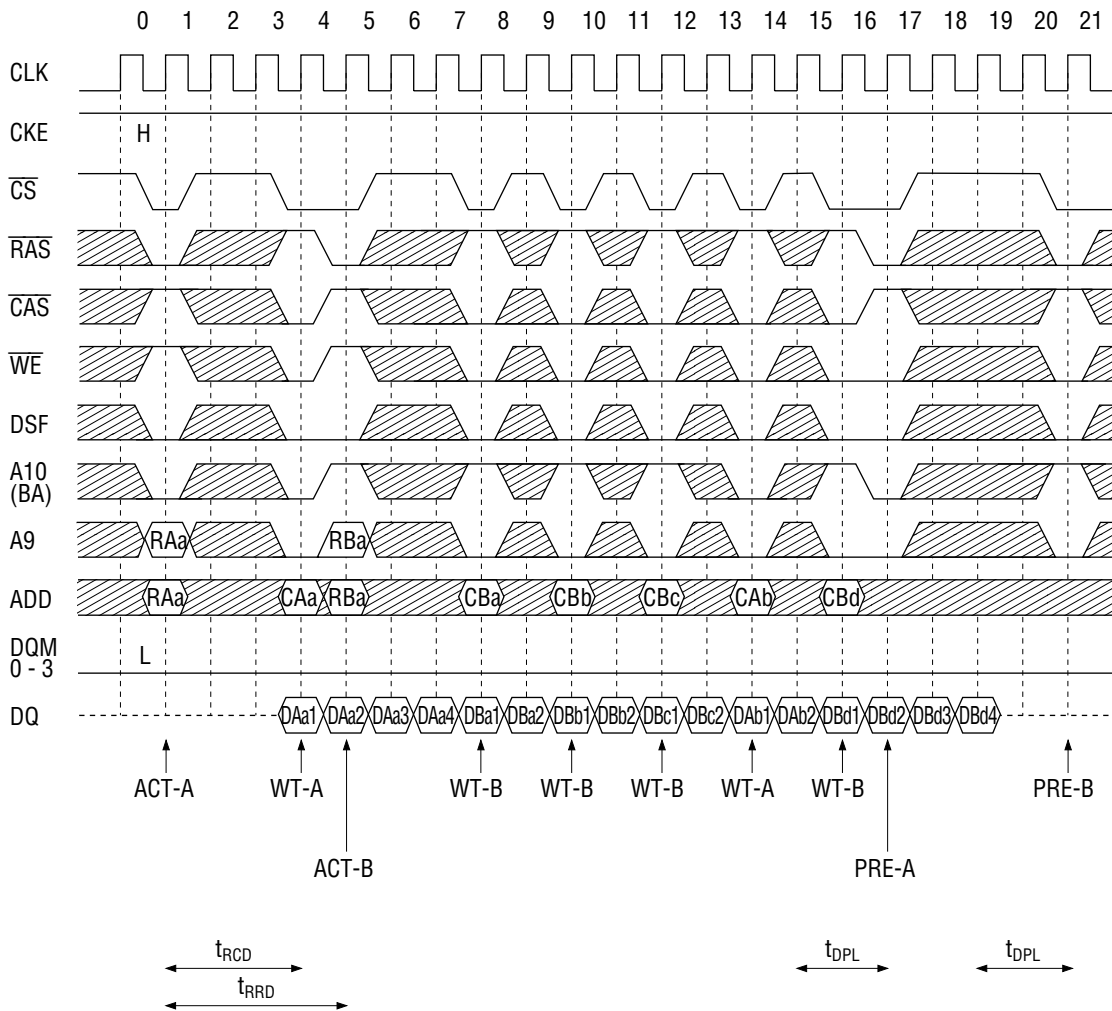 0 1 2 3 4 5 6 7 8 9 10 11 12 13 14 15 16 17 18 19 20 21
CLK
CKE H
CS
RAS
CAS
WE
DSF
A10
(BA)
A9 RAa RBa
ADD RAa CAa RBa CBa CBb CBc CAb CBd
DQM
0 - 3 L
DQ DAa1 DAa2 DAa3 DAa4 DBa1 DBa2 DBb1 DBb2 DBc1 DBc2 DAb1 DAb2 DBd1 DBd2 DBd3 DBd4
ACT-A WT-A WT-B WT-B WT-B WT-A WT-B PRE-B
ACT-B PRE-A
tRCD tDPL tDPL
tRRD